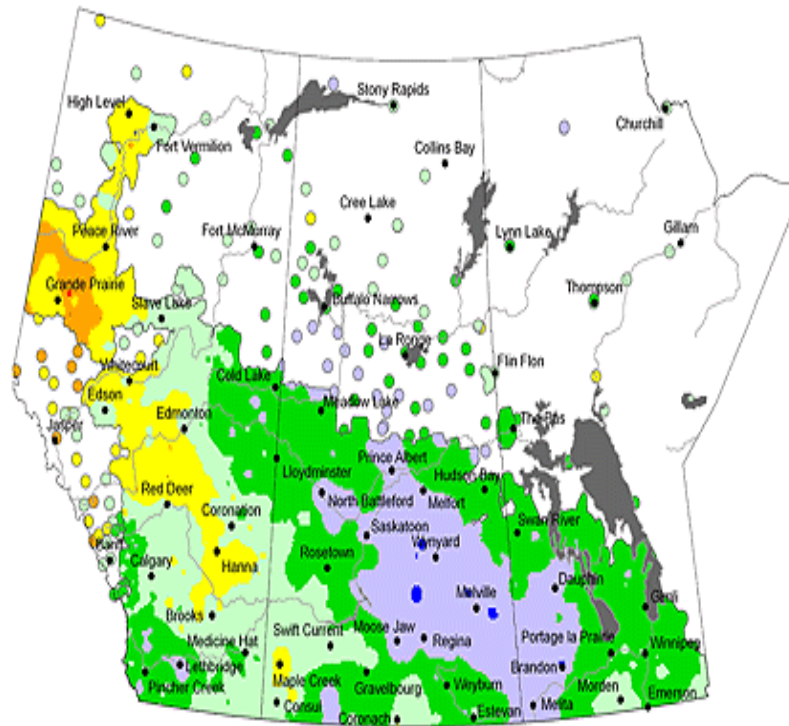 Stony Rapids
High Level
Churchill
Fort Vermilion
Collins Bay
Cree Lake
Peace River
Fort McMurray
Lynn Lake
Gillam
Grande Prairie
Buffalo Narrows
Thompson
Slave Lake
La Ronge
Whitecourt
Flin Flon
Cold Lake
Edson
Meadow Lake
Jasper
Edmonton
The Pas
Prince Albert
Lloydminster
Hudson Bay
Red Deer
North Battleford
Melfort
Coronation
Saskatoon
Swan River
Wynyard
Banff
Calgary
Hanna
Rosetown
Dauphin
Melville
Gimli
Brooks
Medicine Hat
Swift Current
Moose Jaw
Regina
Portage la Prairie
Winnipeg
Lethbridge
Pincher Creek
Maple Creek
Gravelbourg
Weyburn
Brandon
Morden
Consul
Coronach
Estevan
Melita
Emerson